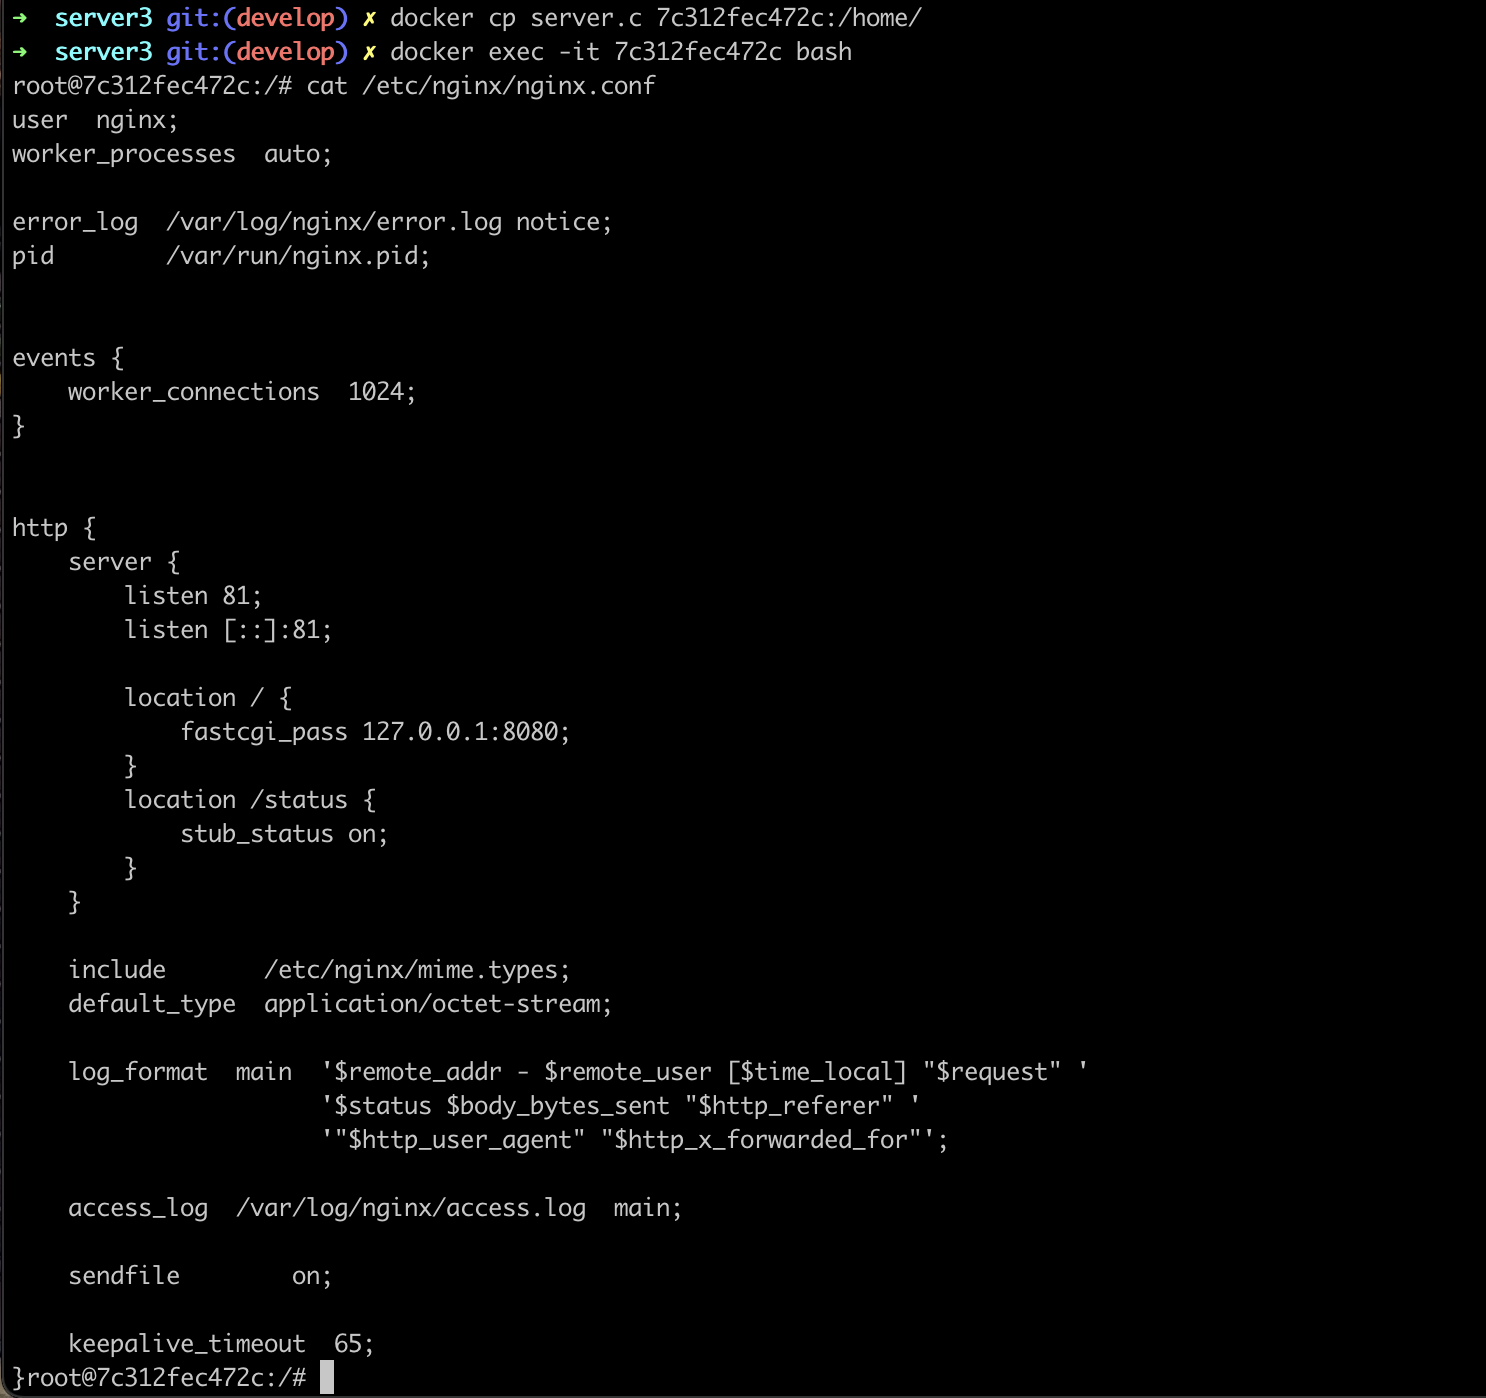 ➜  server3 git:(develop) ✗ docker cp server.c 7c312fec472c:/home/
➜  server3 git:(develop) ✗ docker exec -it 7c312fec472c bash
root@7c312fec472c:/# cat /etc/nginx/nginx.conf
user  nginx;
worker_processes  auto;

error_log  /var/log/nginx/error.log notice;
pid        /var/run/nginx.pid;


events {
    worker_connections  1024;
}


http {
    server {
        listen 81;
        listen [::]:81;

        location / {
            fastcgi_pass 127.0.0.1:8080;
        }
        location /status {
            stub_status on;
        }
    }

    include       /etc/nginx/mime.types;
    default_type  application/octet-stream;

    log_format  main  '$remote_addr - $remote_user [$time_local] "$request" '
                      '$status $body_bytes_sent "$http_referer" '
                      '"$http_user_agent" "$http_x_forwarded_for"';

    access_log  /var/log/nginx/access.log  main;

    sendfile        on;

    keepalive_timeout  65;
}root@7c312fec472c:/#